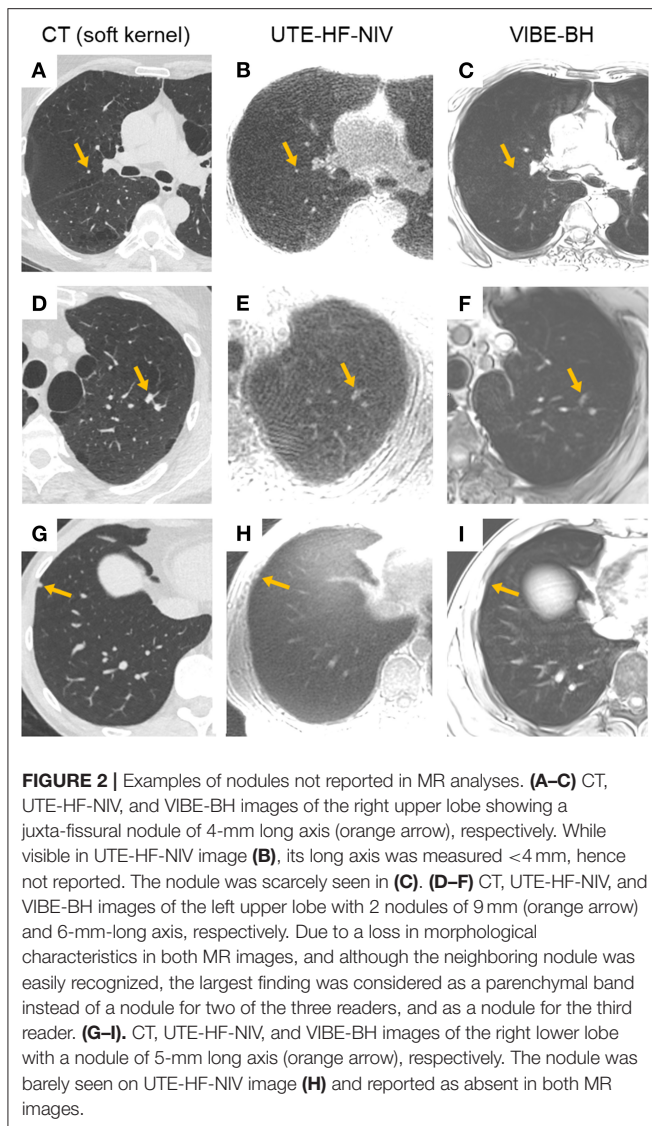 CT (soft kernel) UTE-HF-NIV VIBE-BH
A B C
D E F
G H I
FIGURE 2 | Examples of nodules not reported in MR analyses. (A–C) CT,
UTE-HF-NIV, and VIBE-BH images of the right upper lobe showing a
juxta-fissural nodule of 4-mm long axis (orange arrow), respectively. While
visible in UTE-HF-NIV image (B), its long axis was measured <4 mm, hence
not reported. The nodule was scarcely seen in (C). (D–F) CT, UTE-HF-NIV, and
VIBE-BH images of the left upper lobe with 2 nodules of 9 mm (orange arrow)
and 6-mm-long axis, respectively. Due to a loss in morphological
characteristics in both MR images, and although the neighboring nodule was
easily recognized, the largest finding was considered as a parenchymal band
instead of a nodule for two of the three readers, and as a nodule for the third
reader. (G–I). CT, UTE-HF-NIV, and VIBE-BH images of the right lower lobe
with a nodule of 5-mm long axis (orange arrow), respectively. The nodule was
barely seen on UTE-HF-NIV image (H) and reported as absent in both MR
images.